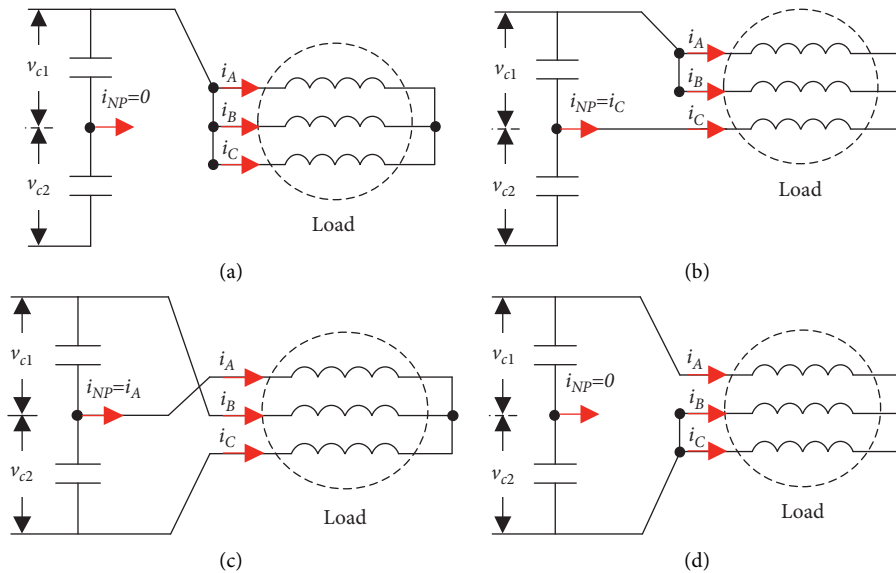 v_c1
i_NP=0
v_c2
i_A
i_B
i_C
Load
(a)
v_c1
i_NP=i_C
v_c2
i_A
i_B
i_C
Load
(b)
v_c1
i_NP=i_A
v_c2
i_A
i_B
i_C
Load
(c)
v_c1
i_NP=0
v_c2
i_A
i_B
i_C
Load
(d)